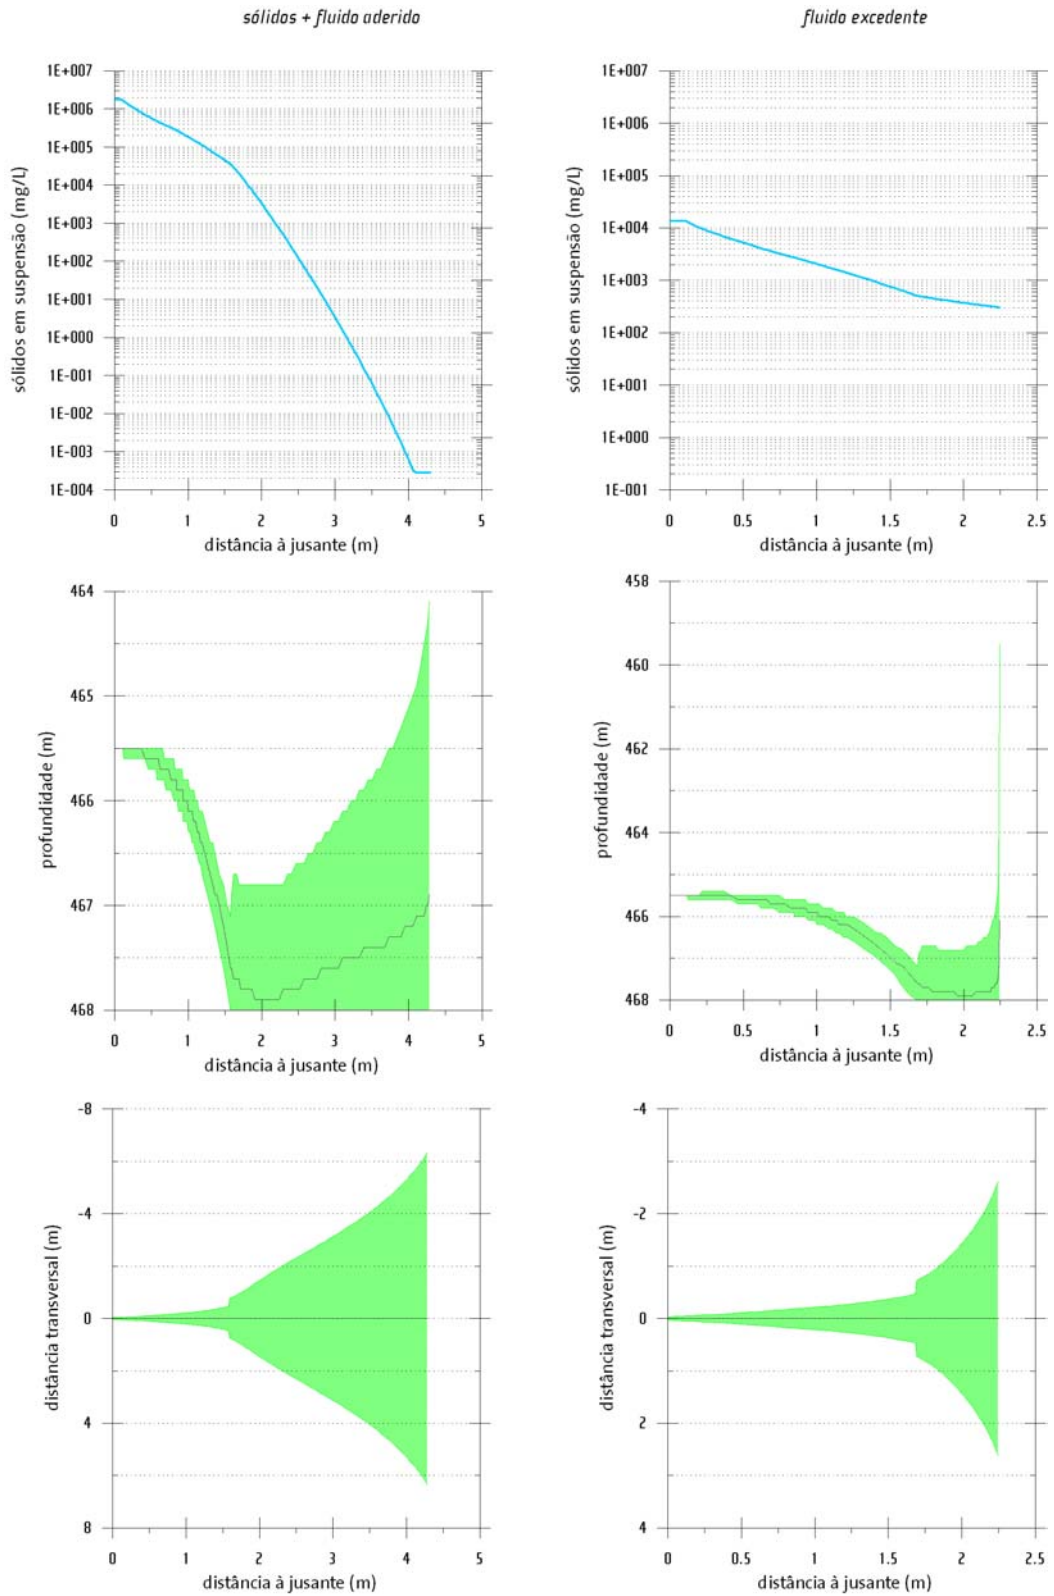 sólidos + fluido aderido
fluido excedente
1E+007
1E+006
1E+005
1E+004
1E+003
1E+002
1E+001
1E+000
1E-001
1E-002
1E-003
1E-004
sólidos em suspensão (mg/L)
0 1 2 3 4 5
distância à jusante (m)
1E+007
1E+006
1E+005
1E+004
1E+003
1E+002
1E+001
1E+000
1E-001
sólidos em suspensão (mg/L)
0 0.5 1 1.5 2 2.5
distância à jusante (m)
464
465
466
467
468
profundidade (m)
0 1 2 3 4 5
distância à jusante (m)
458
460
462
464
466
468
profundidade (m)
0 0.5 1 1.5 2 2.5
distância à jusante (m)
-8
-4
0
4
8
distância transversal (m)
0 1 2 3 4 5
distância à jusante (m)
-4
-2
0
2
4
distância transversal (m)
0 0.5 1 1.5 2 2.5
distância à jusante (m)